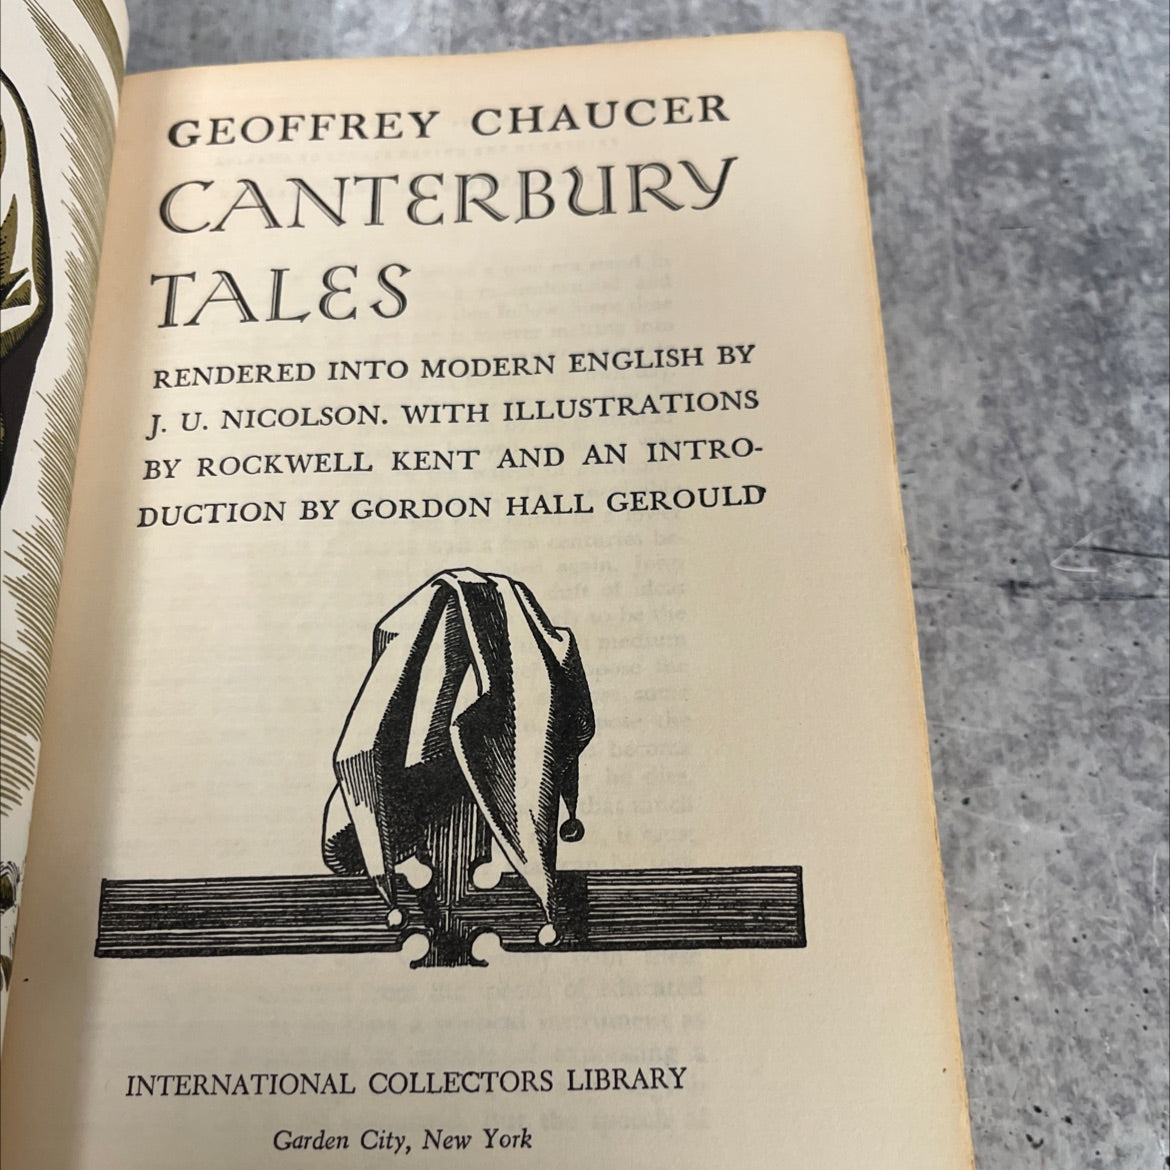 GEOFFREY CHAUCER
CANTERBURY
TALES
RENDERED INTO MODERN ENGLISH BY
J. U. NICOLSON. WITH ILLUSTRATIONS
BY ROCKWELL KENT AND AN INTRO-
DUCTION BY GORDON HALL GEROULD
INTERNATIONAL COLLECTORS LIBRARY
Garden City, New York